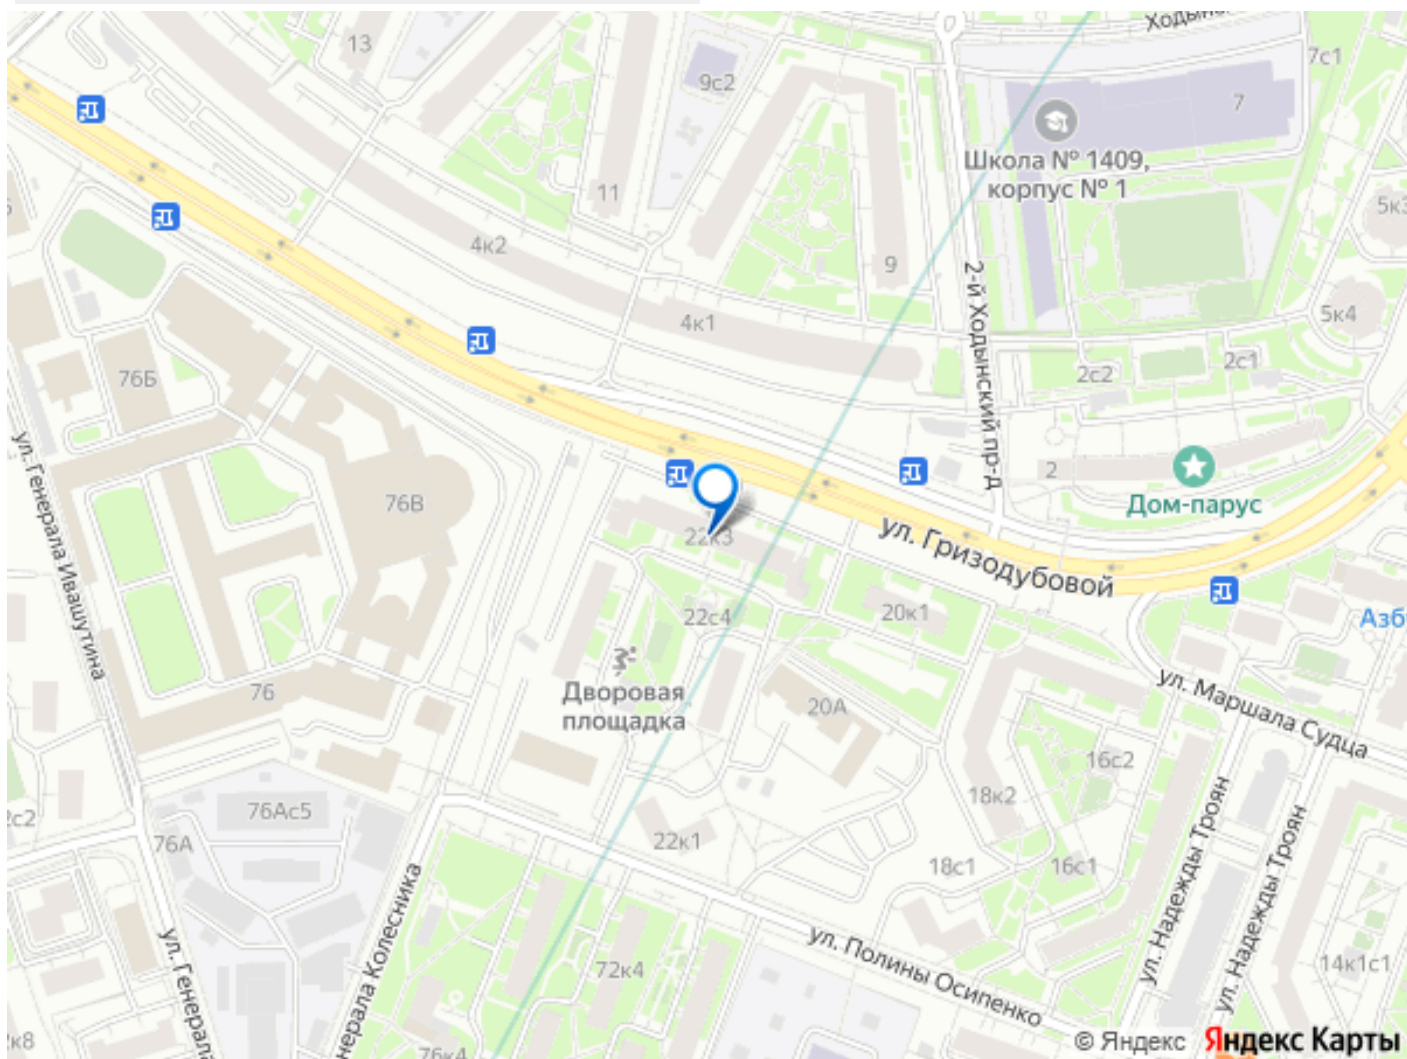 Ходын
13
9с2
7с1
7
Школа № 1409,
корпус № 1
11
5к3
4к2
9
2-й Ходынский пр-д
4к1
5к4
2с1
2с2
76Б
ул. Генерала Ивашутина
76В
2
Дом-парус
22к3
ул. Гризодубовой
22с4
20к1
Азб
Дворовая
площадка
76
20А
ул. Маршала Судца
16с2
18к2
76Ас5
2с2
76А
22к1
18с1
16с1
ул. Надежды Троян
ул. Надежды Троян
ул. Генерала
нерала Колесника
ул. Полины Осипенко
72к4
14к1с1
2к8
76к4
© Яндекс Яндекс Карты